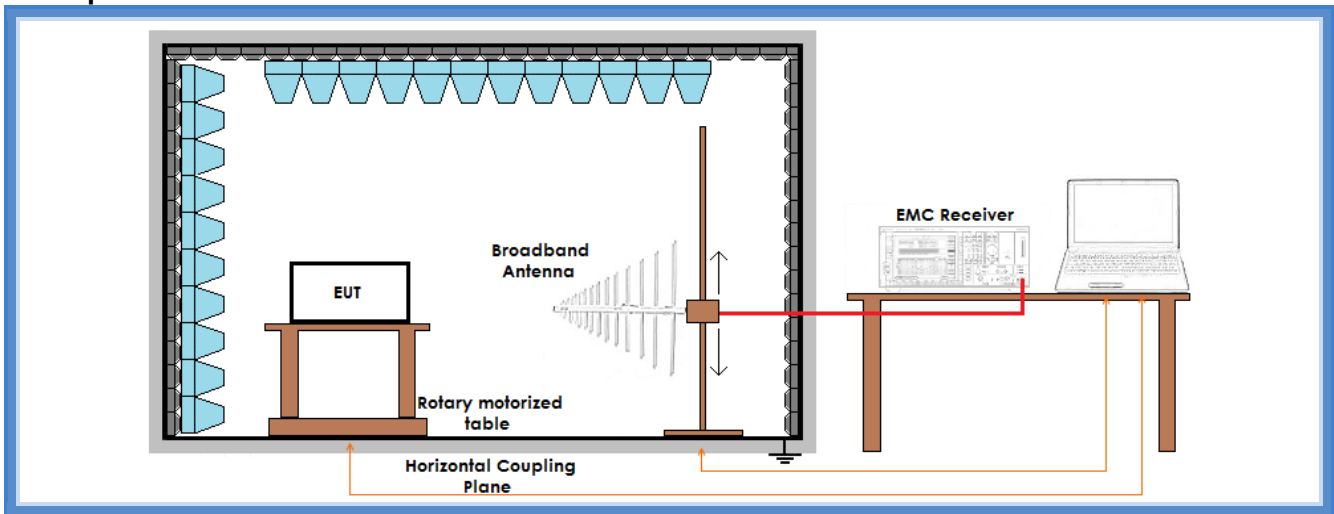 EMC Receiver
Broadband
Antenna
EUT
Rotary motorized
table
Horizontal Coupling
Plane